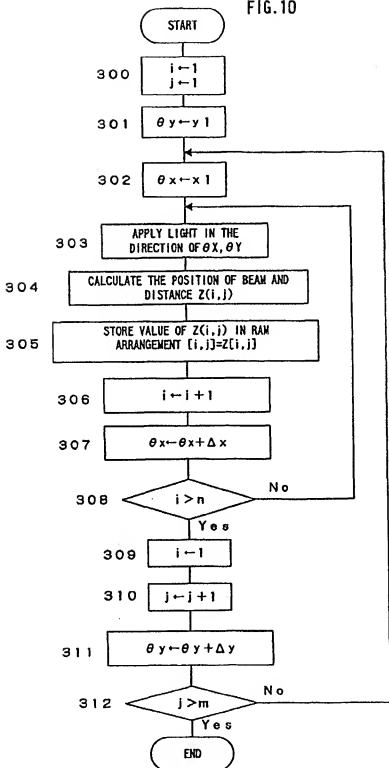 FIG.10
START
300
i←1
j←1
301
θy←y1
302
θx←x1
303
APPLY LIGHT IN THE
DIRECTION OF θX,θY
304
CALCULATE THE POSITION OF BEAM AND
DISTANCE Z(i,j)
305
STORE VALUE OF Z(i,j) IN RAM
ARRANGEMENT [i,j]=Z[i,j]
306
i←i+1
307
θx←θx+Δx
308
i>n
No
Yes
309
i←1
310
j←j+1
311
θy←θy+Δy
312
j>m
No
Yes
END